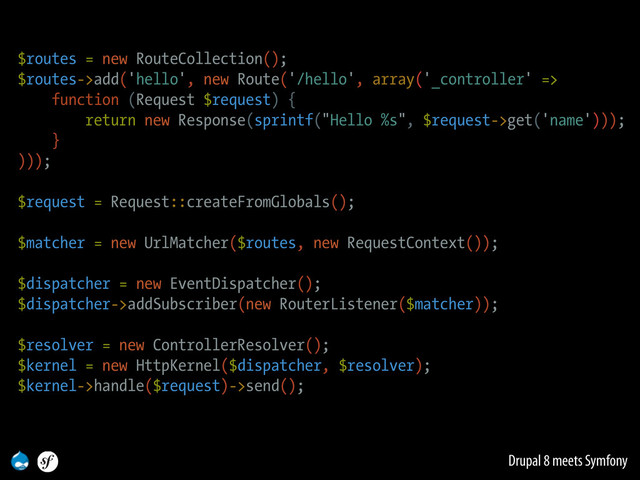 $routes = new RouteCollection();
$routes->add('hello', new Route('/hello', array('_controller' =>
    function (Request $request) {
        return new Response(sprintf("Hello %s", $request->get('name')));
    }
)));
$request = Request::createFromGlobals();
$matcher = new UrlMatcher($routes, new RequestContext());
$dispatcher = new EventDispatcher();
$dispatcher->addSubscriber(new RouterListener($matcher));
$resolver = new ControllerResolver();
$kernel = new HttpKernel($dispatcher, $resolver);
$kernel->handle($request)->send();
sf
Drupal 8 meets Symfony